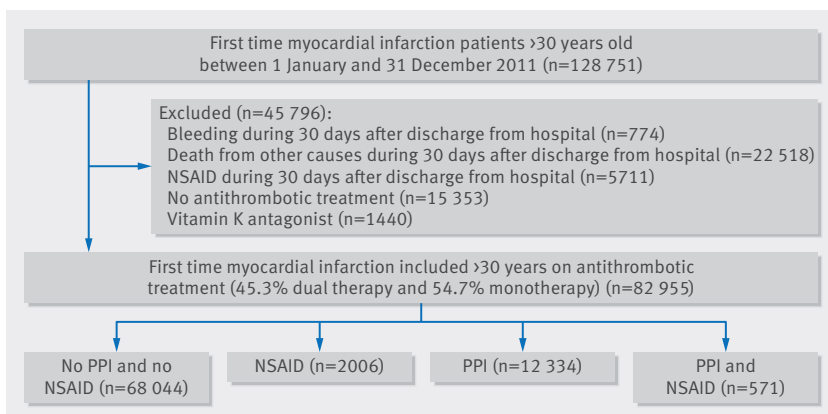 First time myocardial infarction patients >30 years old
between 1 January and 31 December 2011 (n=128 751)
Excluded (n=45 796):
Bleeding during 30 days after discharge from hospital (n=774)
Death from other causes during 30 days after discharge from hospital (n=22 518)
NSAID during 30 days after discharge from hospital (n=5711)
No antithrombotic treatment (n=15 353)
Vitamin K antagonist (n=1440)
First time myocardial infarction included >30 years on antithrombotic
treatment (45.3% dual therapy and 54.7% monotherapy) (n=82 955)
No PPI and no
NSAID (n=68 044)
NSAID (n=2006)
PPI (n=12 334)
PPI and
NSAID (n=571)